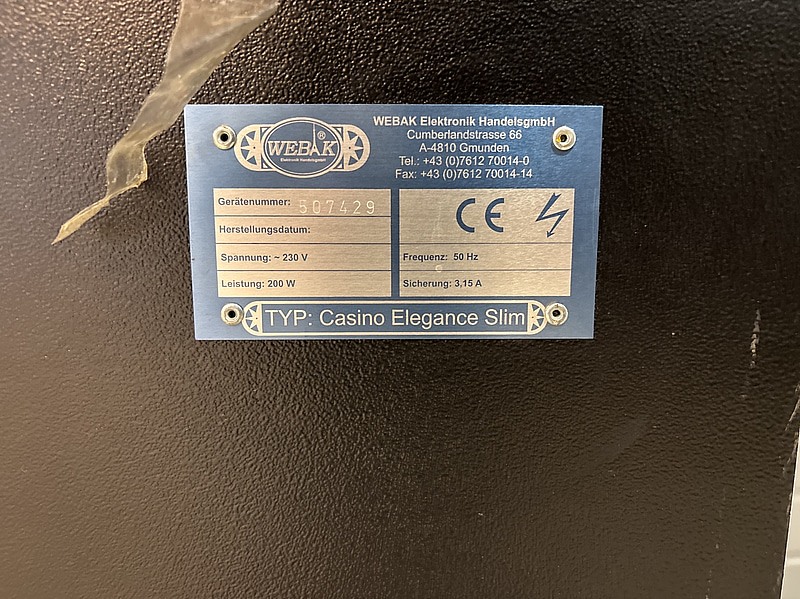 WEBAK®
Elektronik HandelsgmbH
WEBAK Elektronik HandelsgmbH
Cumberlandstrasse 66
A-4810 Gmunden
Tel.: +43 (0)7612 70014-0
Fax: +43 (0)7612 70014-14
Gerätenummer: 507429
Herstellungsdatum:
Spannung: ~ 230 V
Leistung: 200 W
CE
Frequenz: 50 Hz
Sicherung: 3,15 A
TYP: Casino Elegance Slim